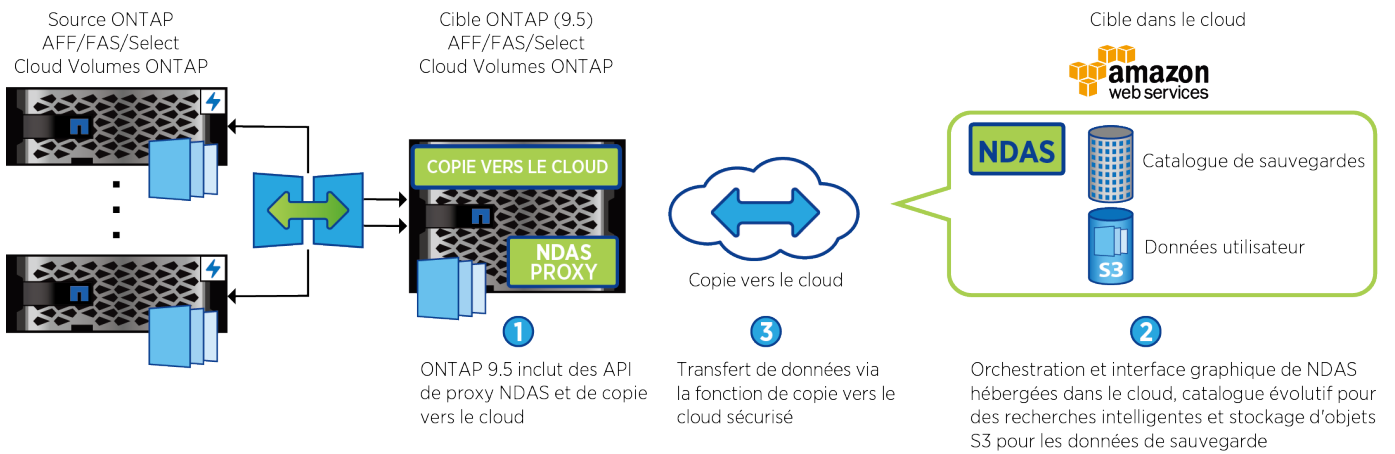 Source ONTAP
AFF/FAS/Select
Cloud Volumes ONTAP
Cible ONTAP (9.5)
AFF/FAS/Select
Cloud Volumes ONTAP
COPIE VERS LE CLOUD
NDAS
PROXY
1
ONTAP 9.5 inclut des API
de proxy NDAS et de copie
vers le cloud
Copie vers le cloud
3
Transfert de données via
la fonction de copie vers le
cloud sécurisé
Cible dans le cloud
amazon
web services
NDAS
Catalogue de sauvegardes
S3
Données utilisateur
2
Orchestration et interface graphique de NDAS
hébergées dans le cloud, catalogue évolutif pour
des recherches intelligentes et stockage d'objets
S3 pour les données de sauvegarde